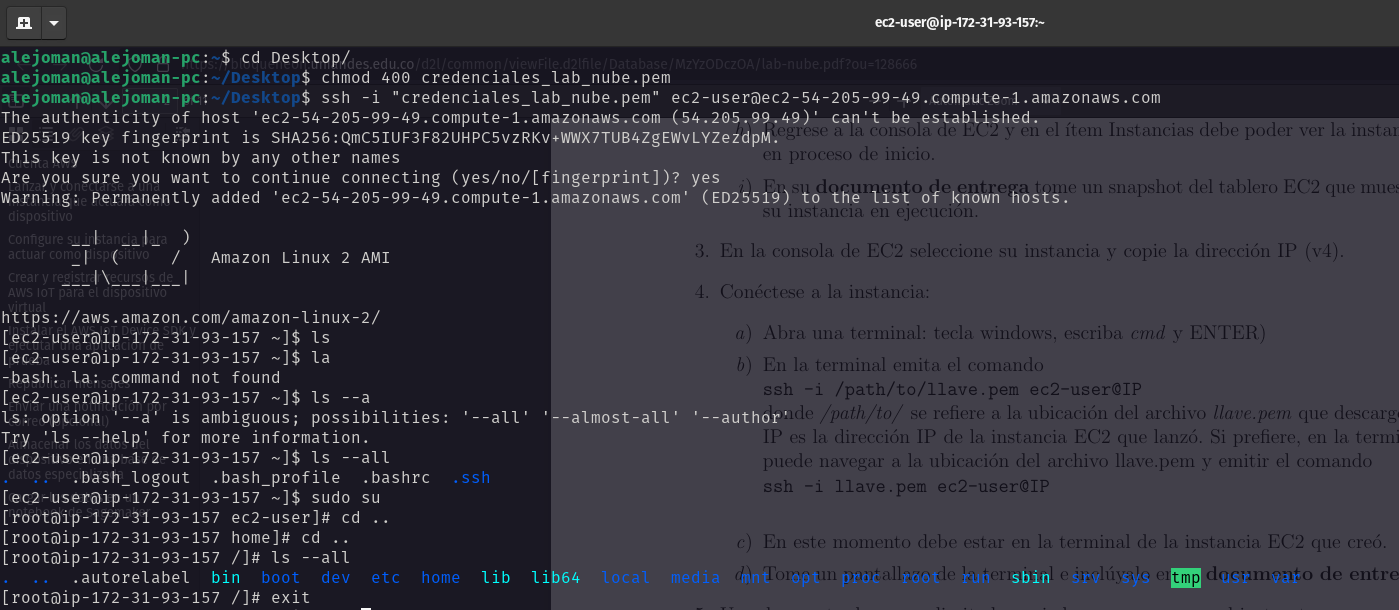 ec2-user@ip-172-31-93-157:~
alejoman@alejoman-pc:~$ cd Desktop/
alejoman@alejoman-pc:~/Desktop$ chmod 400 credenciales_lab_nube.pem
alejoman@alejoman-pc:~/Desktop$ ssh -i "credenciales_lab_nube.pem" ec2-user@ec2-54-205-99-49.compute-1.amazonaws.com
The authenticity of host 'ec2-54-205-99-49.compute-1.amazonaws.com (54.205.99.49)' can't be established.
ED25519 key fingerprint is SHA256:QmC5IUF3F82UHPC5vzRKv+WWX7TUB4ZgEWvLYZezdpM.
This key is not known by any other names
Are you sure you want to continue connecting (yes/no/[fingerprint])? yes
Warning: Permanently added 'ec2-54-205-99-49.compute-1.amazonaws.com' (ED25519) to the list of known hosts.
__|  __|_  )
_|  (     /   Amazon Linux 2 AMI
___|\___|___|
https://aws.amazon.com/amazon-linux-2/
[ec2-user@ip-172-31-93-157 ~]$ ls
[ec2-user@ip-172-31-93-157 ~]$ la
-bash: la: command not found
[ec2-user@ip-172-31-93-157 ~]$ ls --a
ls: option '--a' is ambiguous; possibilities: '--all' '--almost-all' '--author'
Try 'ls --help' for more information.
[ec2-user@ip-172-31-93-157 ~]$ ls --all
.  ..  .bash_logout  .bash_profile  .bashrc  .ssh
[ec2-user@ip-172-31-93-157 ~]$ sudo su
[root@ip-172-31-93-157 ec2-user]# cd ..
[root@ip-172-31-93-157 home]# cd ..
[root@ip-172-31-93-157 /]# ls --all
.  ..  .autorelabel  bin  boot  dev  etc  home  lib  lib64  local  media  mnt  opt  proc  root  run  sbin  srv  sys  tmp  usr  var
[root@ip-172-31-93-157 /]# exit
Regrese a la consola de EC2 y en el ítem Instancias debe poder ver la
en proceso de inicio.
i) En su documento de entrega tome un snapshot del tablero EC2 que
su instancia en ejecución.
3. En la consola de EC2 seleccione su instancia y copie la dirección IP (v4).
4. Conéctese a la instancia:
a) Abra una terminal: tecla windows, escriba cmd y ENTER)
b) En la terminal emita el comando
ssh -i /path/to/llave.pem ec2-user@IP
donde /path/to/ se refiere a la ubicación del archivo llave.pem que
IP es la dirección IP de la instancia EC2 que lanzó. Si prefiere, en la
puede navegar a la ubicación del archivo llave.pem y emitir el comando
ssh -i llave.pem ec2-user@IP
c) En este momento debe estar en la terminal de la instancia EC2 que creó.
d) Tome un pantallazo de la terminal e inclúyalo en documento de